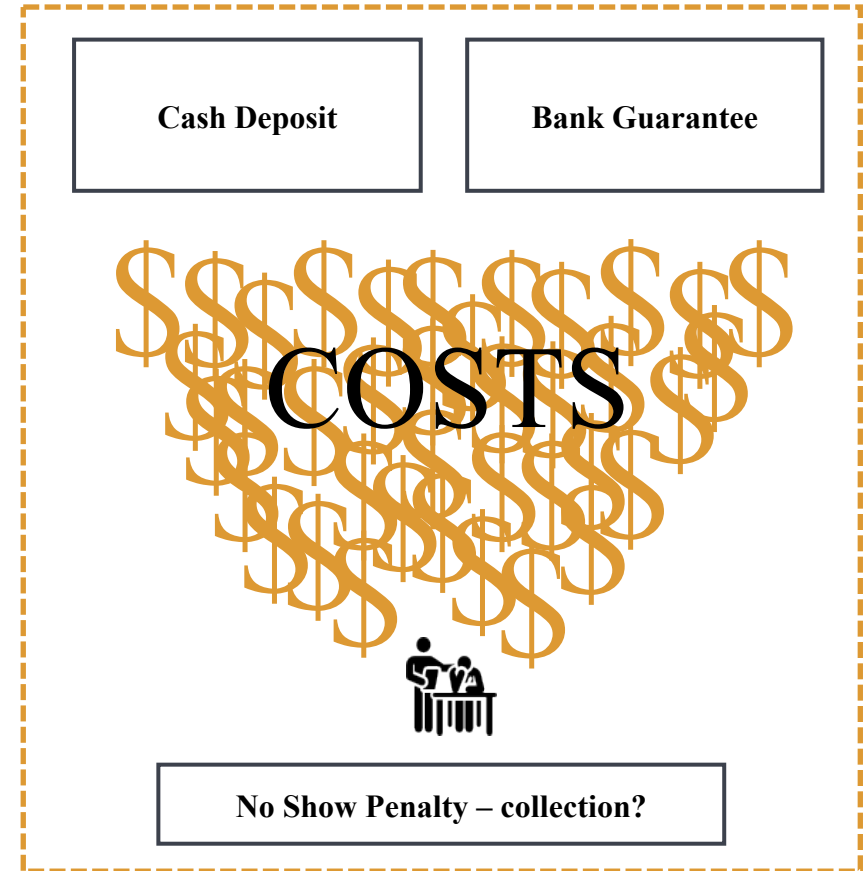 Cash Deposit
Bank Guarantee
$ $ $ $ $ $ $ $ $ $ $
COSTS
No Show Penalty – collection?